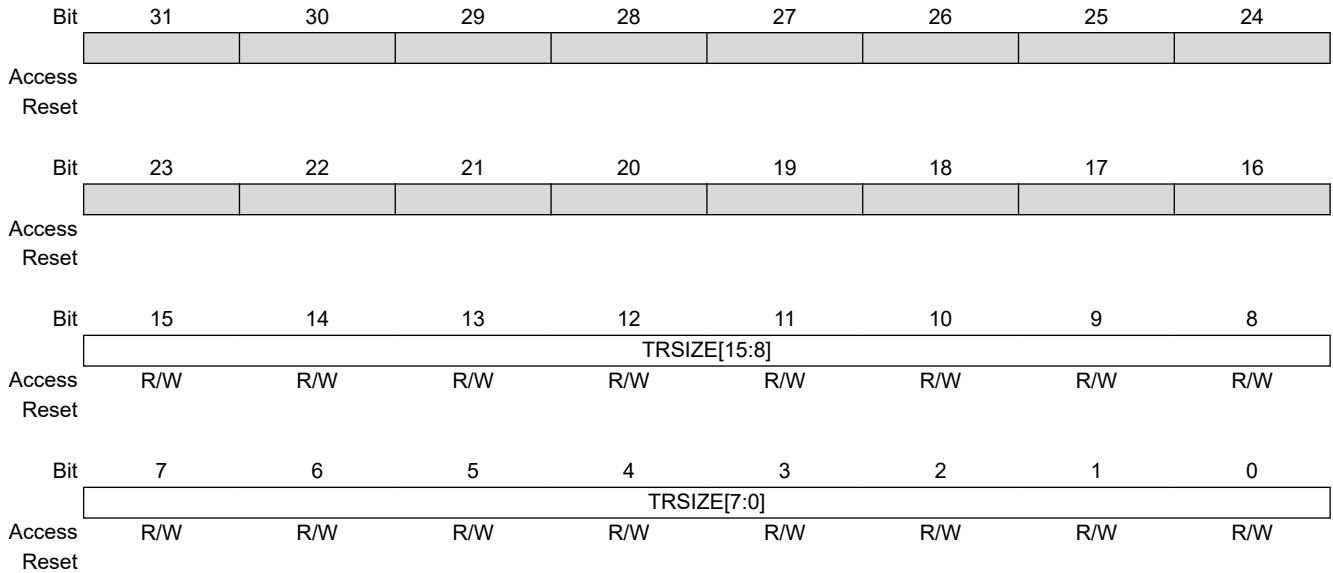 Bit 31 30 29 28 27 26 25 24
Access
Reset
Bit 23 22 21 20 19 18 17 16
Access
Reset
Bit 15 14 13 12 11 10 9 8
TRSIZE[15:8]
Access R/W R/W R/W R/W R/W R/W R/W R/W
Reset
Bit 7 6 5 4 3 2 1 0
TRSIZE[7:0]
Access R/W R/W R/W R/W R/W R/W R/W R/W
Reset